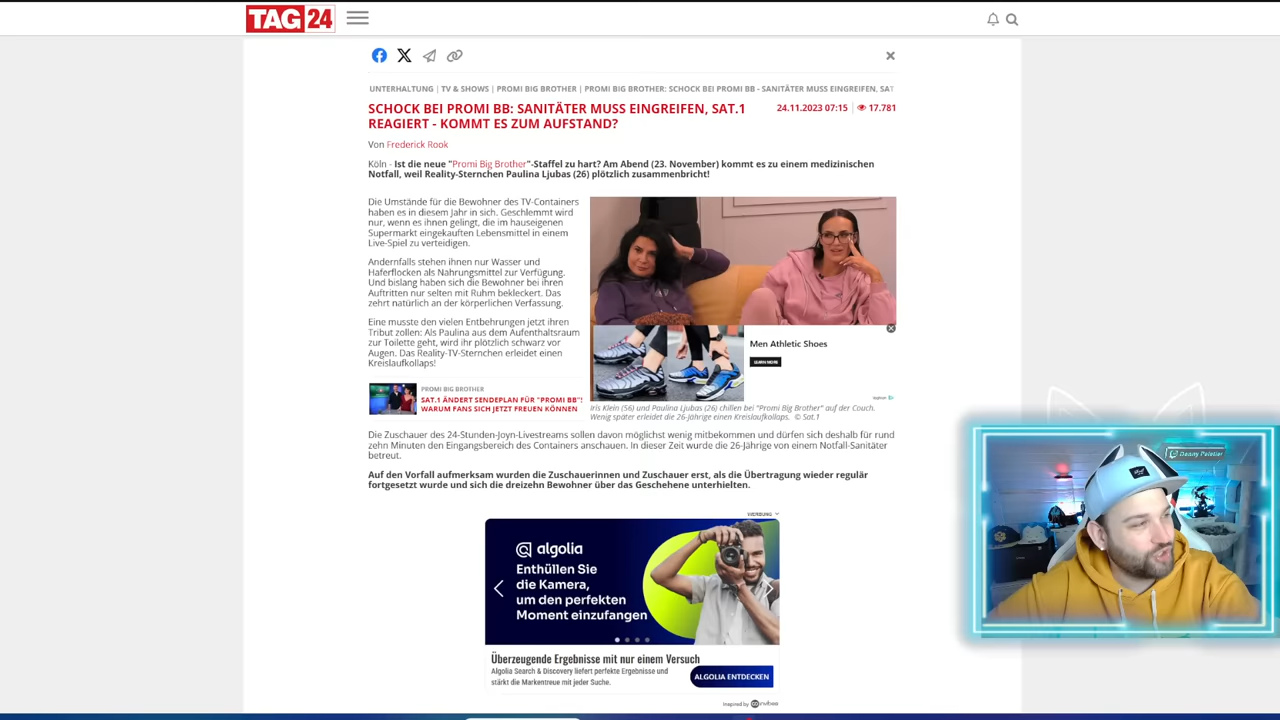 TAG24
UNTERHALTUNG | TV & SHOWS | PROMI BIG BROTHER | PROMI BIG BROTHER: SCHOCK BEI PROMI BB - SANITÄTER MUSS EINGREIFEN, SAT
SCHOCK BEI PROMI BB: SANITÄTER MUSS EINGREIFEN, SAT.1
REAGIERT - KOMMT ES ZUM AUFSTAND?
24.11.2023 07:15 | 17.781
Von Frederick Rook
Köln - Ist die neue "Promi Big Brother"-Staffel zu hart? Am Abend (23. November) kommt es zu einem medizinischen
Notfall, weil Reality-Sternchen Paulina Ljubas (26) plötzlich zusammenbricht!
Die Umstände für die Bewohner des TV-Containers
haben es in diesem Jahr in sich. Geschlemmt wird
nur, wenn es ihnen gelingt, die im hauseigenen
Supermarkt eingekauften Lebensmittel in einem
Live-Spiel zu verteidigen.
Andernfalls stehen ihnen nur Wasser und
Haferflocken als Nahrungsmittel zur Verfügung.
Und bislang haben sich die Bewohner bei ihren
Auftritten nur selten mit Ruhm bekleckert. Das
zehrt natürlich an der körperlichen Verfassung.
Eine musste den vielen Entbehrungen jetzt ihren
Tribut zollen: Als Paulina aus dem Aufenthaltsraum
zur Toilette geht, wird ihr plötzlich schwarz vor
Augen. Das Reality-TV-Sternchen erleidet einen
Kreislaufkollaps!
Men Athletic Shoes
LEARN MORE
PROMI BIG BROTHER
SAT.1 ÄNDERT SENDEPLAN FÜR "PROMI BB":
WARUM FANS SICH JETZT FREUEN KÖNNEN
Iris Klein (56) und Paulina Ljubas (26) chillen bei "Promi Big Brother" auf der Couch.
Wenig später erleidet die 26-Jährige einen Kreislaufkollaps. © Sat.1
Die Zuschauer des 24-Stunden-Joyn-Livestreams sollen davon möglichst wenig mitbekommen und dürfen sich deshalb für rund
zehn Minuten den Eingangsbereich des Containers anschauen. In dieser Zeit wurde die 26-Jährige von einem Notfall-Sanitäter
betreut.
Auf den Vorfall aufmerksam wurden die Zuschauerinnen und Zuschauer erst, als die Übertragung wieder regulär
fortgesetzt wurde und sich die dreizehn Bewohner über das Geschehene unterhielten.
WERBUNG
algolia
Enthüllen Sie
die Kamera,
um den perfekten
Moment einzufangen
Überzeugende Ergebnisse mit nur einem Versuch
Algolia Search & Discovery liefert perfekte Ergebnisse und
stärkt die Markentreue mit jeder Suche.
ALGOLIA ENTDECKEN
Inspired by